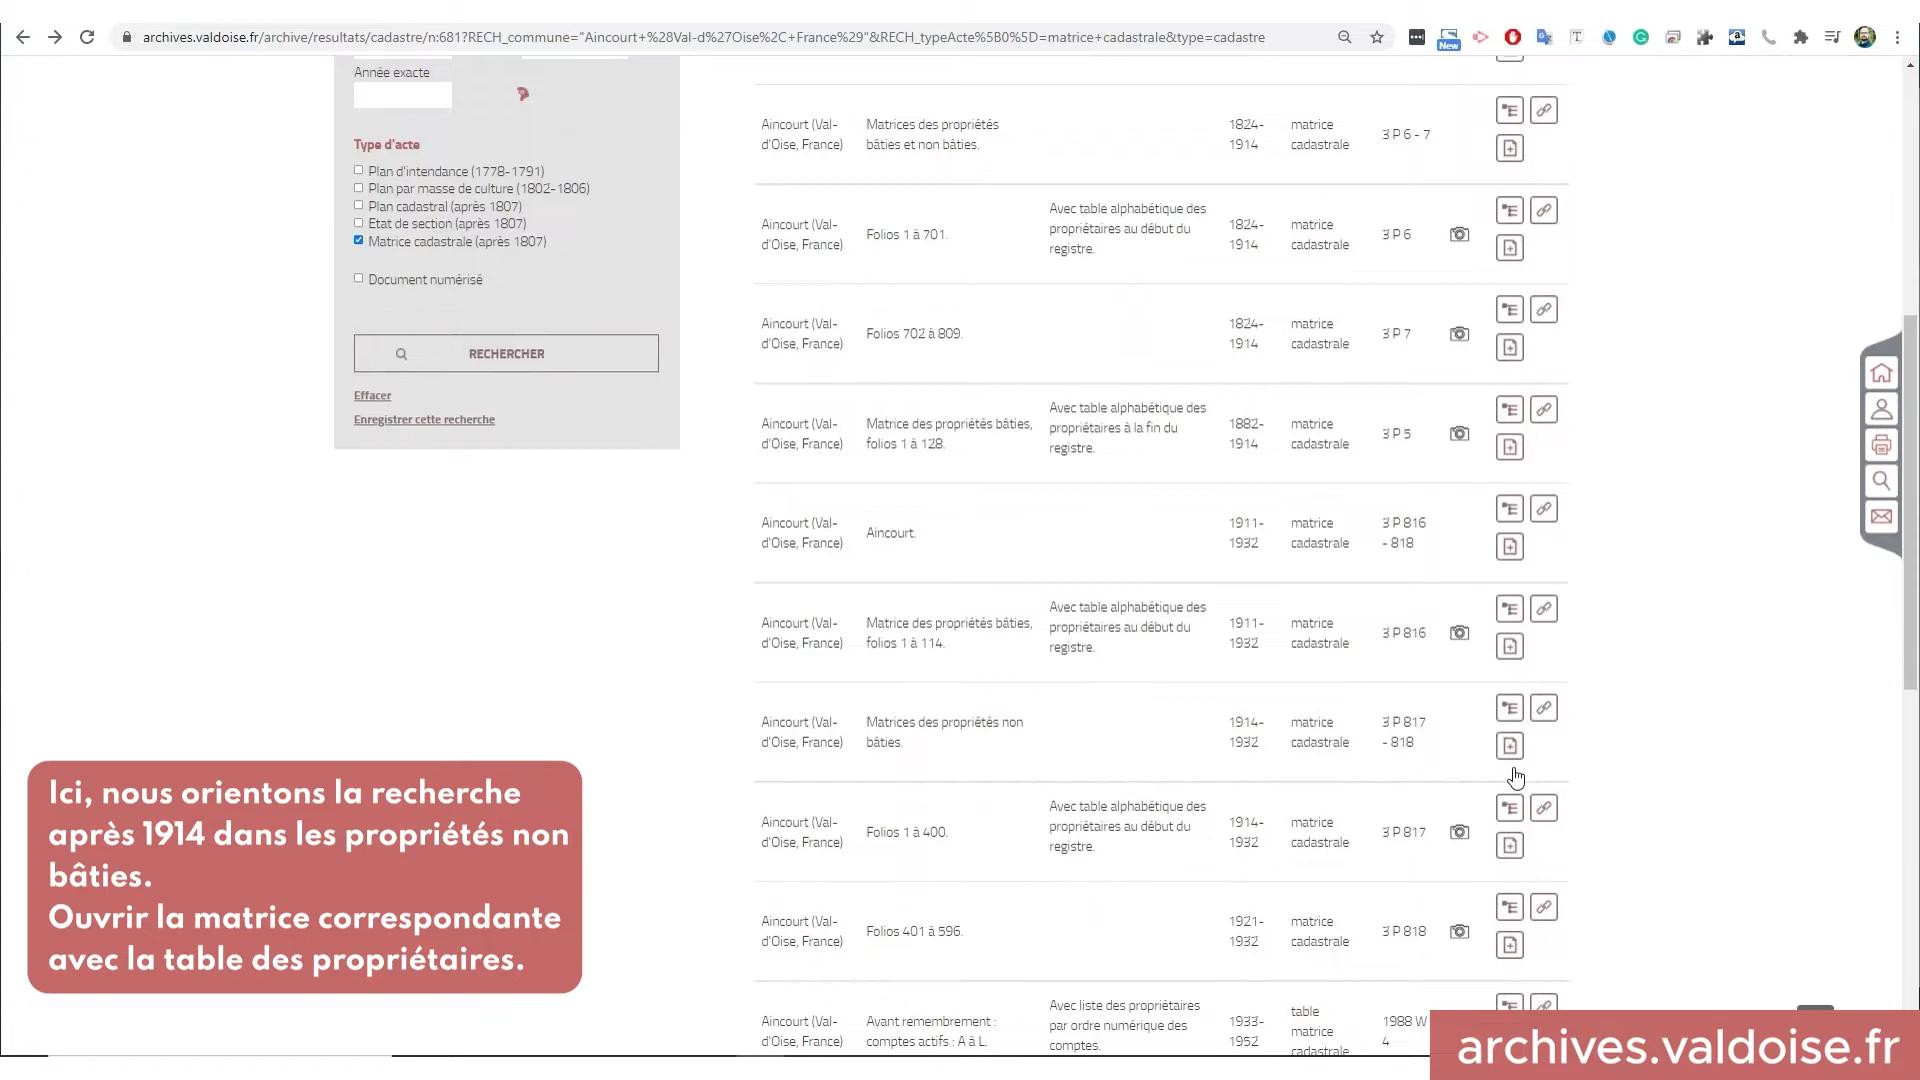 archives.valdoise.fr/archive/resultats/cadastre/n:681?RECH_commune="Aincourt+%28Val-d%27Oise%2C+France%29"&RECH_typeActe%5B0%5D=matrice+cadastrale&type=cadastre
New
Année exacte
Type d'acte
Plan d'intendance (1778-1791)
Plan par masse de culture (1802-1806)
Plan cadastral (après 1807)
Etat de section (après 1807)
Matrice cadastrale (après 1807)
Document numérisé
RECHERCHER
Effacer
Enregistrer cette recherche
Aincourt (Val- Matrices des propriétés 1824- matrice 3 P 6 - 7
d'Oise, France) bâties et non bâties. 1914 cadastrale
Avec table alphabétique des
Aincourt (Val- Folios 1 à 701. propriétaires au début du 1824- matrice 3 P 6
d'Oise, France) registre. 1914 cadastrale
Aincourt (Val- Folios 702 à 809. 1824- matrice 3 P 7
d'Oise, France) 1914 cadastrale
Avec table alphabétique des
Aincourt (Val- Matrice des propriétés bâties, propriétaires à la fin du 1882- matrice 3 P 5
d'Oise, France) folios 1 à 128. registre. 1914 cadastrale
Aincourt (Val- Aincourt. 1911- matrice 3 P 816
d'Oise, France) 1932 cadastrale - 818
Avec table alphabétique des
Aincourt (Val- Matrice des propriétés bâties, propriétaires au début du 1911- matrice 3 P 816
d'Oise, France) folios 1 à 114. registre. 1932 cadastrale
Aincourt (Val- Matrices des propriétés non 1914- matrice 3 P 817
d'Oise, France) bâties. 1932 cadastrale - 818
Avec table alphabétique des
Aincourt (Val- Folios 1 à 400. propriétaires au début du 1914- matrice 3 P 817
d'Oise, France) registre. 1932 cadastrale
Aincourt (Val- Folios 401 à 596. 1921- matrice 3 P 818
d'Oise, France) 1932 cadastrale
Avec liste des propriétaires table
Aincourt (Val- Avant remembrement : par ordre numérique des 1933- matrice 1988 W
d'Oise, France) comptes actifs : A à L. comptes. 1952 cadastrale 4
Ici, nous orientons la recherche
après 1914 dans les propriétés non
bâties.
Ouvrir la matrice correspondante
avec la table des propriétaires.
archives.valdoise.fr